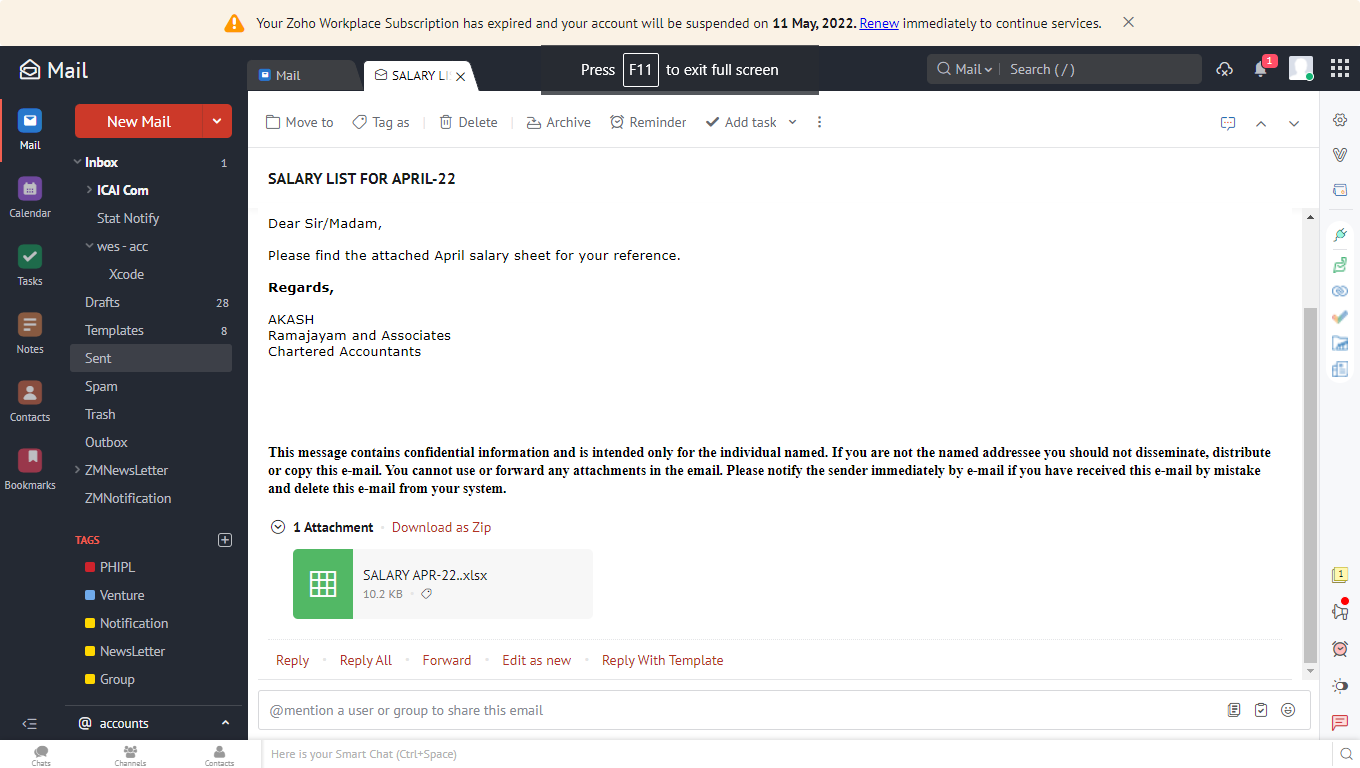 Your Zoho Workplace Subscription has expired and your account will be suspended on 11 May, 2022. Renew immediately to continue services.
Mail
Mail
SALARY LI
Press F11 to exit full screen
Mail
Search ( / )
1
New Mail
Move to
Tag as
Delete
Archive
Reminder
Add task
Mail
Calendar
Tasks
Notes
Contacts
Bookmarks
Inbox 1
ICAI Com
Stat Notify
wes - acc
Xcode
Drafts 28
Templates 8
Sent
Spam
Trash
Outbox
ZMNewsLetter
ZMNotification
TAGS
PHIPL
Venture
Notification
NewsLetter
Group
@ accounts
SALARY LIST FOR APRIL-22
Dear Sir/Madam,
Please find the attached April salary sheet for your reference.
Regards,
AKASH
Ramajayam and Associates
Chartered Accountants
This message contains confidential information and is intended only for the individual named. If you are not the named addressee you should not disseminate, distribute
or copy this e-mail. You cannot use or forward any attachments in the email. Please notify the sender immediately by e-mail if you have received this e-mail by mistake
and delete this e-mail from your system.
1 Attachment
Download as Zip
SALARY APR-22..xlsx
10.2 KB
Reply
Reply All
Forward
Edit as new
Reply With Template
@mention a user or group to share this email
1
Chats
Channels
Contacts
Here is your Smart Chat (Ctrl+Space)